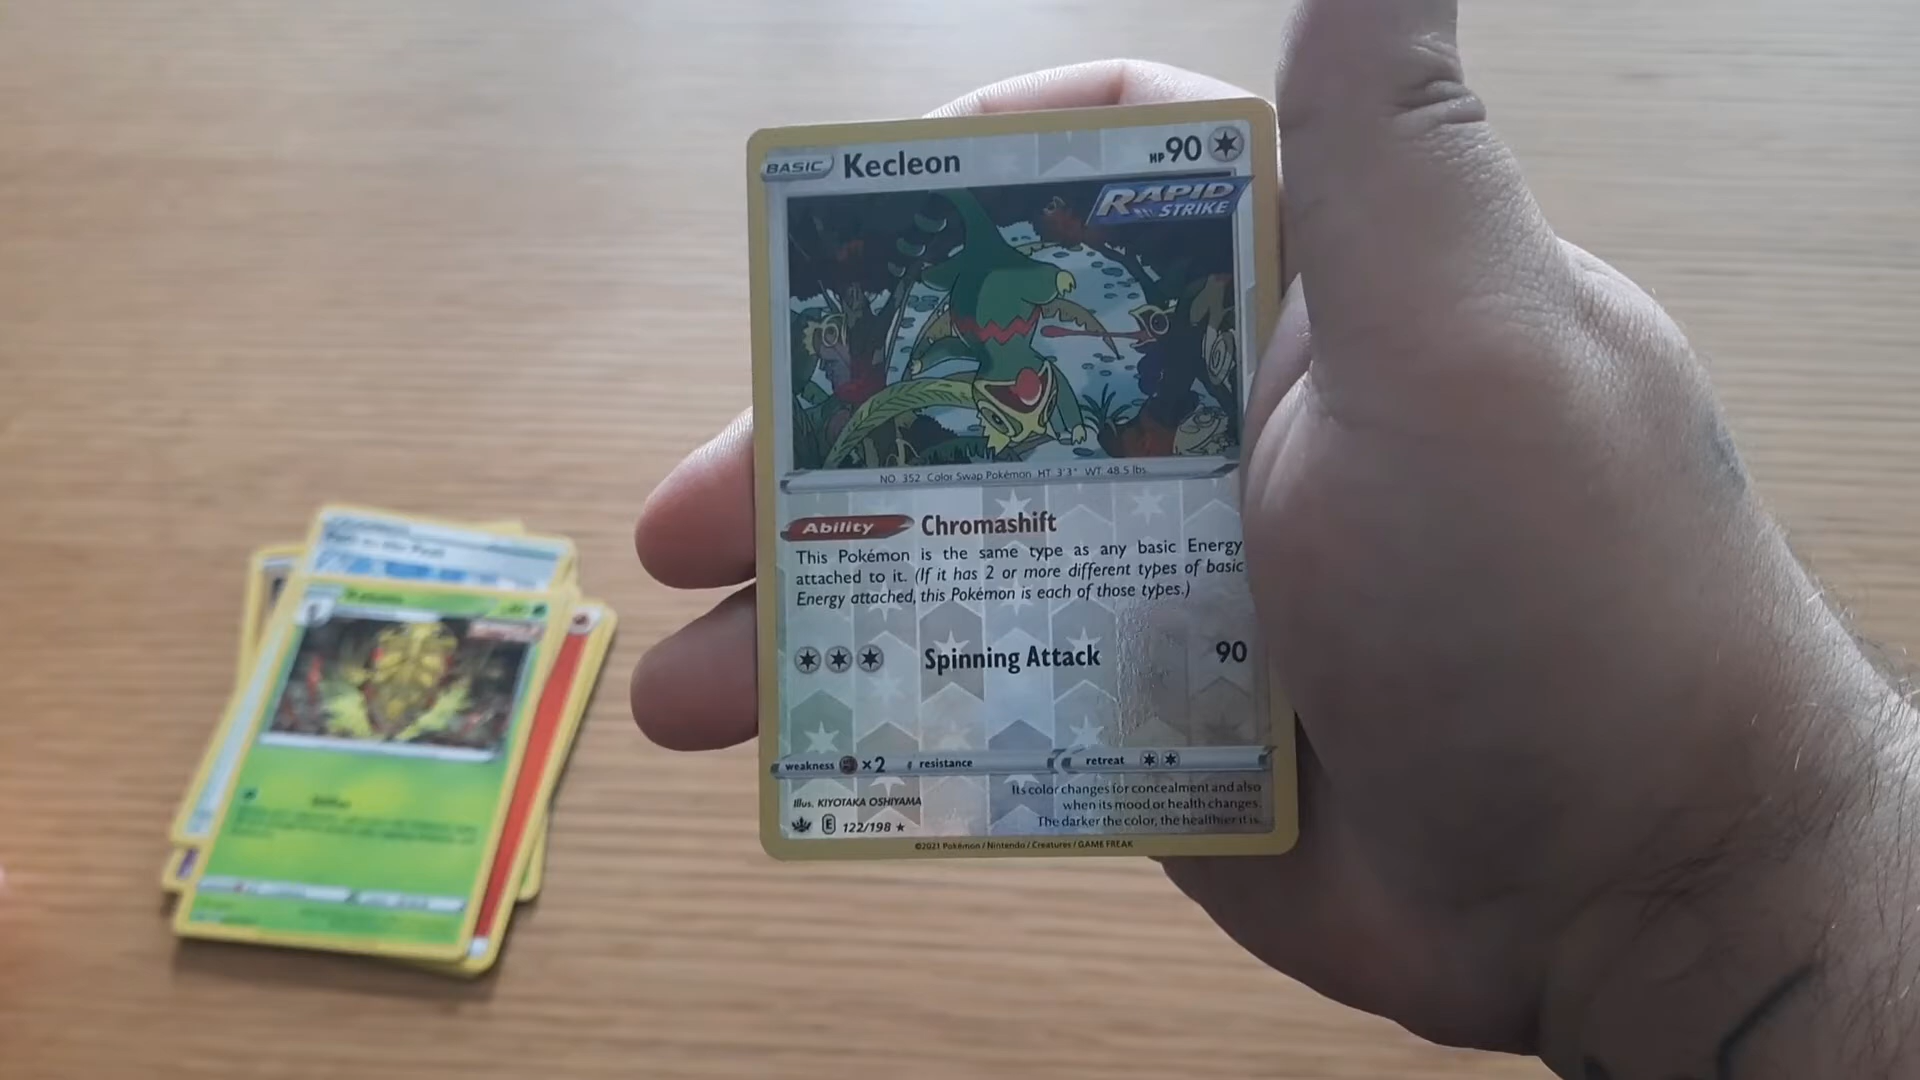 BASIC Kecleon HP 90
RAPID
STRIKE
NO. 352 Color Swap Pokémon HT 3'3" WT 48.5 lbs.
Ability Chromashift
This Pokémon is the same type as any basic Energy
attached to it. (If it has 2 or more different types of basic
Energy attached, this Pokémon is each of those types.)
Spinning Attack 90
weakness ×2 resistance retreat
Illus. KIYOTAKA OSHIYAMA
E 122/198 ★
Its color changes for concealment and also
when its mood or health changes.
The darker the color, the healthier it is.
©2021 Pokémon / Nintendo / Creatures / GAME FREAK